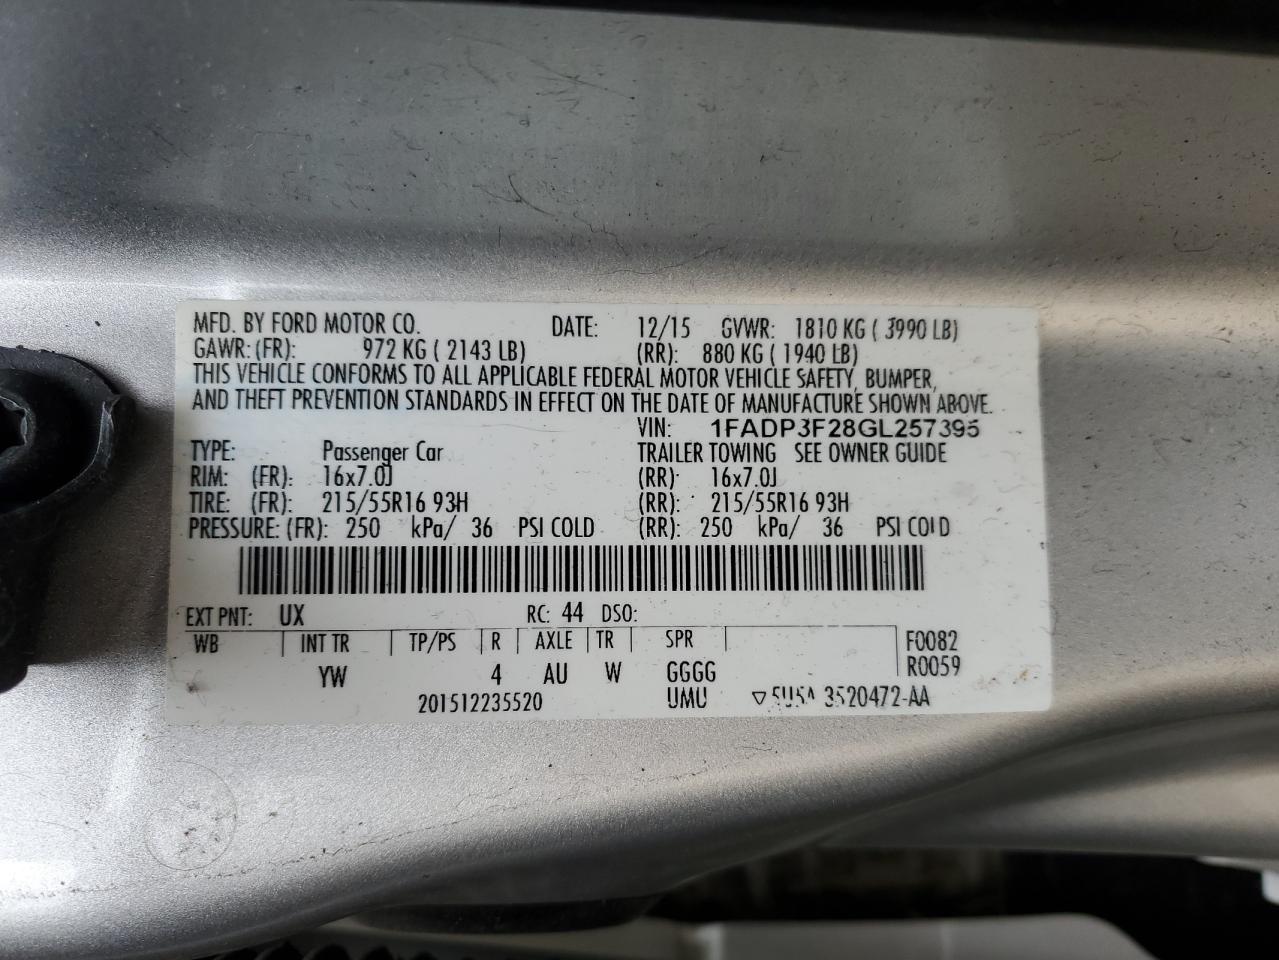 MFD. BY FORD MOTOR CO. DATE: 12/15 GVWR: 1810 KG ( 3990 LB)
GAWR: (FR): 972 KG ( 2143 LB) (RR): 880 KG ( 1940 LB)
THIS VEHICLE CONFORMS TO ALL APPLICABLE FEDERAL MOTOR VEHICLE SAFETY, BUMPER,
AND THEFT PREVENTION STANDARDS IN EFFECT ON THE DATE OF MANUFACTURE SHOWN ABOVE.
VIN: 1FADP3F28GL257395
TYPE: Passenger Car TRAILER TOWING SEE OWNER GUIDE
RIM: (FR): 16x7.0J (RR): 16x7.0J
TIRE: (FR): 215/55R16 93H (RR): 215/55R16 93H
PRESSURE: (FR): 250 kPa/ 36 PSI COLD (RR): 250 kPa/ 36 PSI COLD
EXT PNT: UX RC: 44 DSO:
WB INT TR TP/PS R AXLE TR SPR F0082
YW 4 AU W GGGG R0059
201512235520 UMU ▽ 3520472-AA